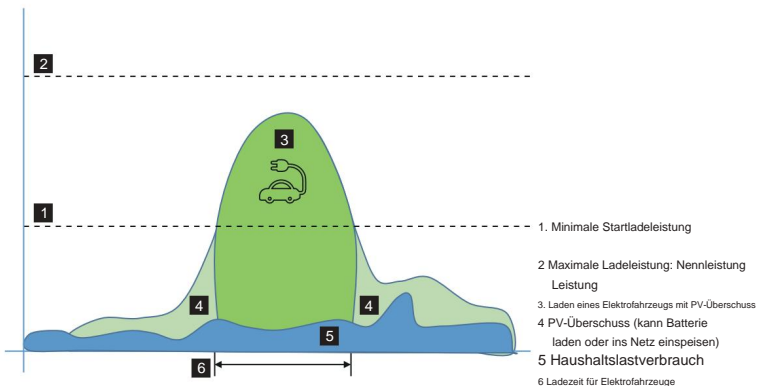 2
3
1
4
4
5
6
1. Minimale Startladeleistung
2 Maximale Ladeleistung: Nennleistung
Leistung
3. Laden eines Elektrofahrzeugs mit PV-Überschuss
4 PV-Überschuss (kann Batterie
laden oder ins Netz einspeisen)
5 Haushaltslastverbrauch
6 Ladezeit für Elektrofahrzeuge